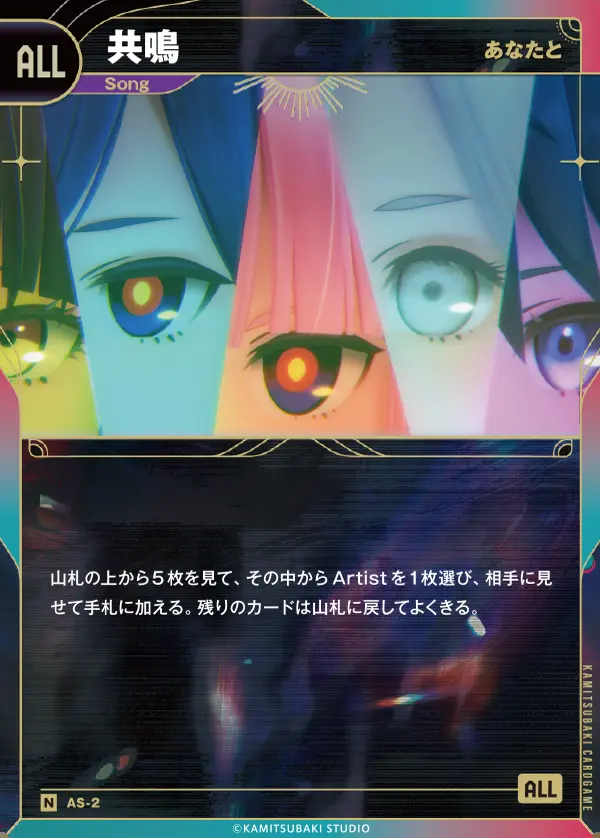 ALL
共鳴
あなたと
Song
山札の上から5枚を見て、その中からArtistを1枚選び、相手に見
せて手札に加える。残りのカードは山札に戻してよくきる。
KAMITSUBAKI CARDGAME
ALL
N AS-2
©KAMITSUBAKI STUDIO